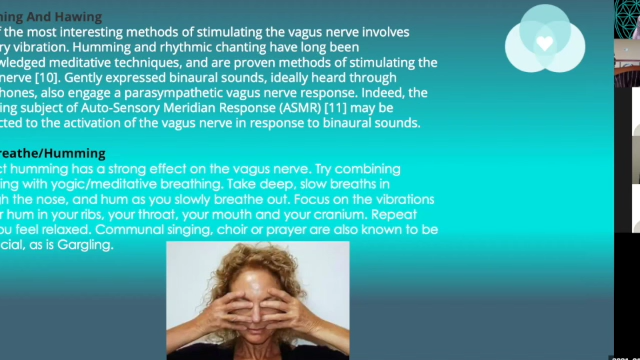 ning And Hawing
f the most interesting methods of stimulating the vagus nerve involves
ry vibration. Humming and rhythmic chanting have long been
wledged meditative techniques, and are proven methods of stimulating the
nerve [10]. Gently expressed binaural sounds, ideally heard through
hones, also engage a parasympathetic vagus nerve response. Indeed, the
ing subject of Auto-Sensory Meridian Response (ASMR) [11] may be
cted to the activation of the vagus nerve in response to binaural sounds.
reathe/Humming
ct humming has a strong effect on the vagus nerve. Try combining
ing with yogic/meditative breathing. Take deep, slow breaths in
gh the nose, and hum as you slowly breathe out. Focus on the vibrations
r hum in your ribs, your throat, your mouth and your cranium. Repeat
ou feel relaxed. Communal singing, choir or prayer are also known to be
cial, as is Gargling.